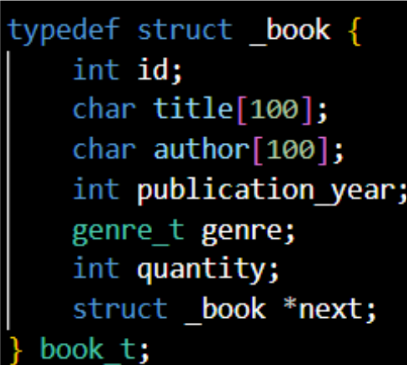 typedef struct _book {
    int id;
    char title[100];
    char author[100];
    int publication_year;
    genre_t genre;
    int quantity;
    struct _book *next;
} book_t;